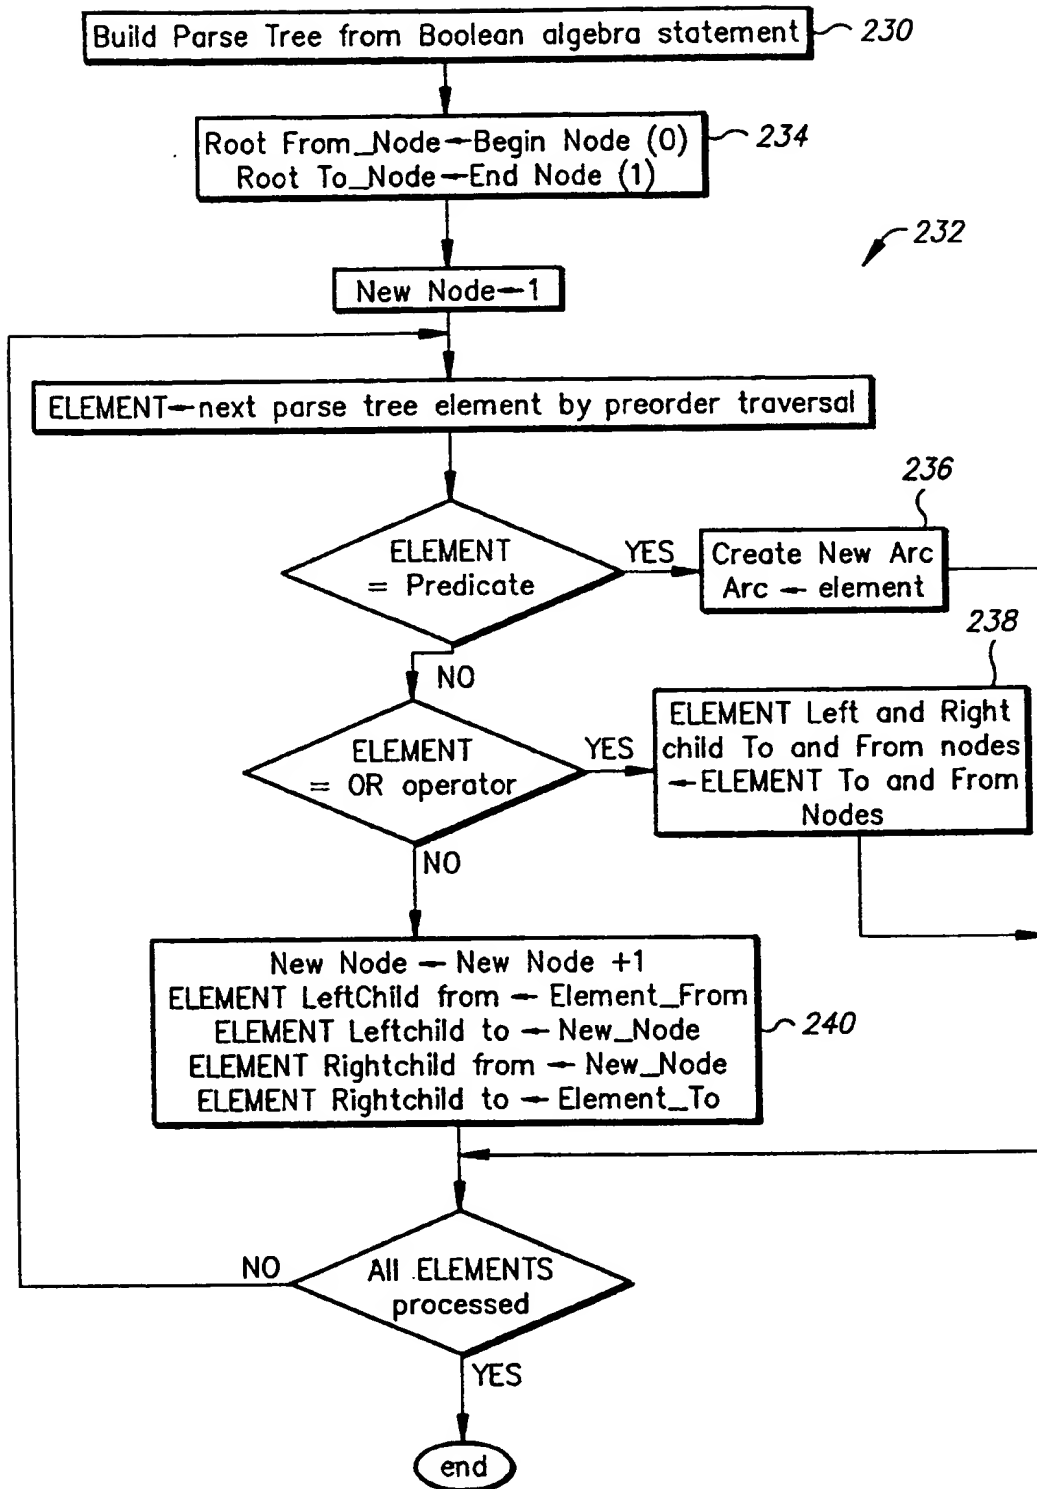 Build Parse Tree from Boolean algebra statement
230
Root From_Node←Begin Node (0)
Root To_Node←End Node (1)
234
232
New Node←1
ELEMENT←next parse tree element by preorder traversal
236
ELEMENT
= Predicate
YES
Create New Arc
Arc ← element
NO
238
ELEMENT
= OR operator
YES
ELEMENT Left and Right
child To and From nodes
←ELEMENT To and From
Nodes
NO
New Node ← New Node +1
ELEMENT LeftChild from ← Element_From
ELEMENT Leftchild to ← New_Node
ELEMENT Rightchild from ← New_Node
ELEMENT Rightchild to ← Element_To
240
NO
All ELEMENTS
processed
YES
end